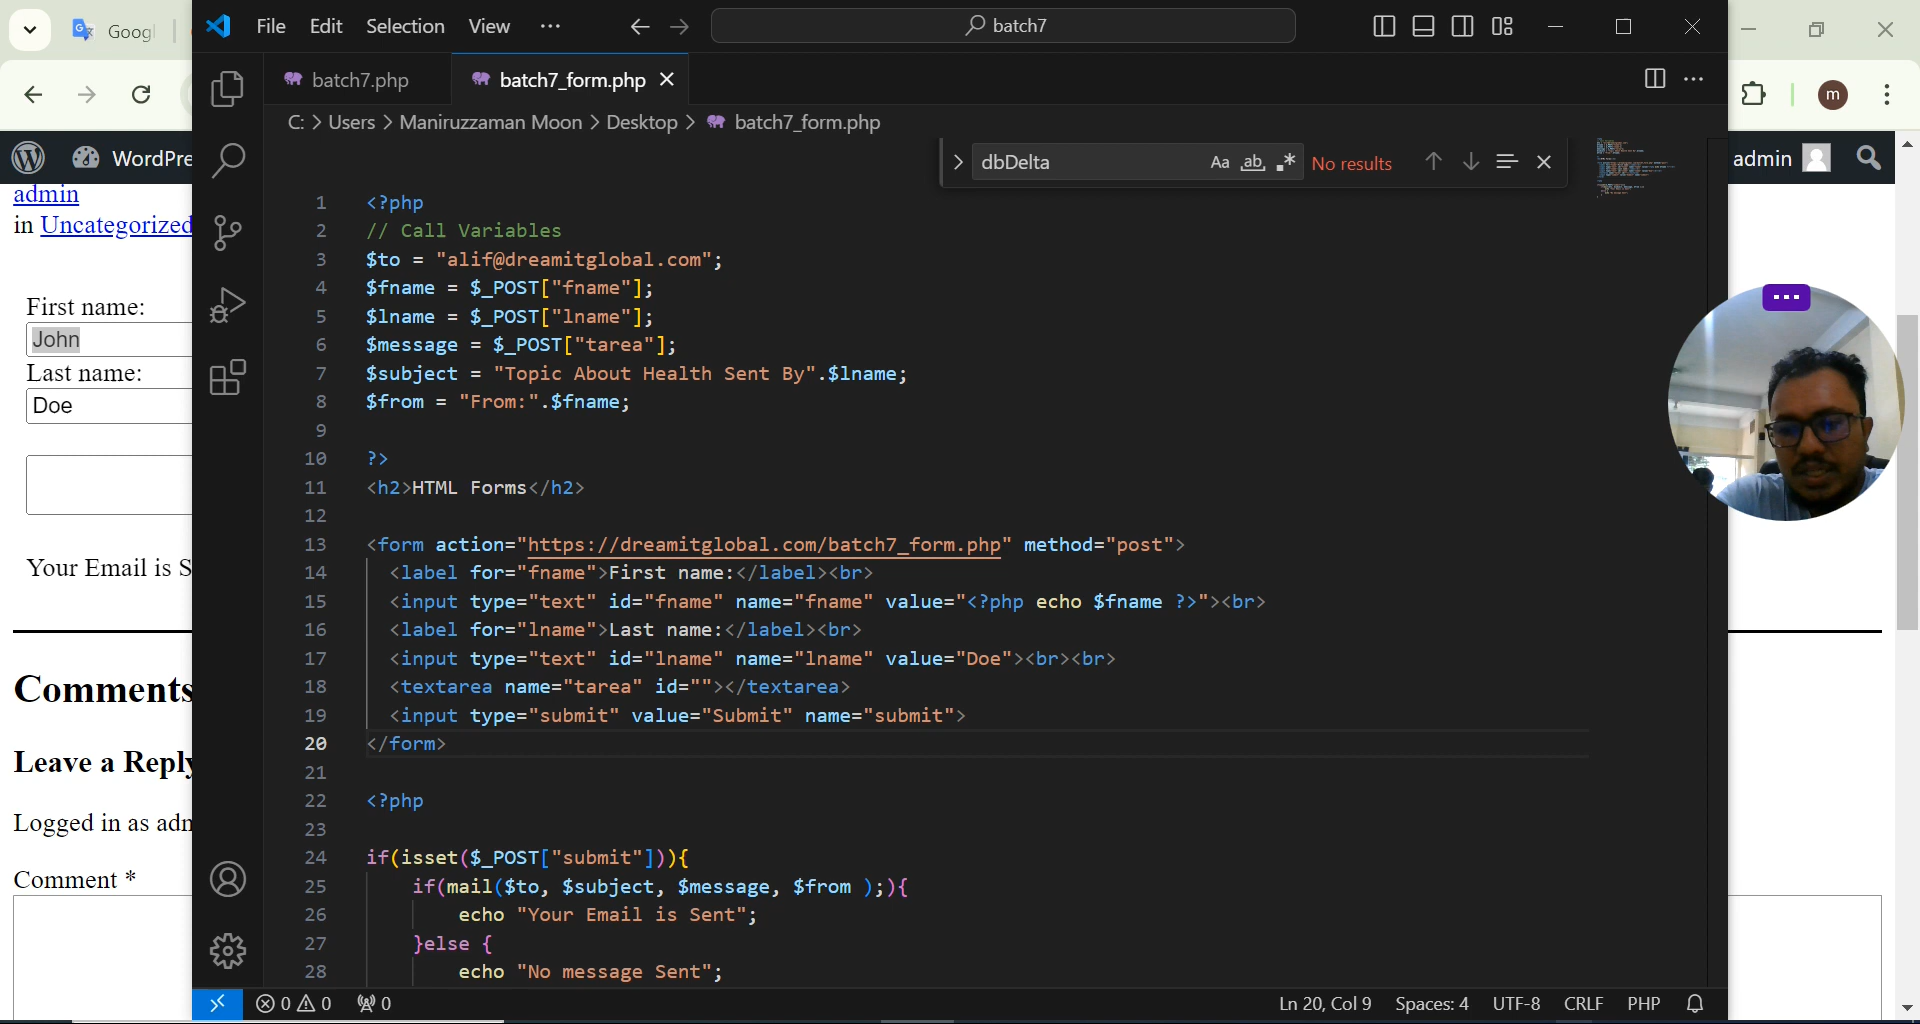 Googl
File Edit Selection View ...
batch7
batch7.php
batch7_form.php
C: > Users > Maniruzzaman Moon > Desktop > batch7_form.php
m
WordPre
admin
admin
in Uncategorized
First name:
John
Last name:
Doe
Your Email is S
Comments
Leave a Reply
Logged in as adm
Comment *
dbDelta
Aa ab .* No results
1 <?php
2 // Call Variables
3 $to = "alif@dreamitglobal.com";
4 $fname = $_POST["fname"];
5 $lname = $_POST["lname"];
6 $message = $_POST["tarea"];
7 $subject = "Topic About Health Sent By".$lname;
8 $from = "From:".$fname;
9
10 ?>
11 <h2>HTML Forms</h2>
12
13 <form action="https://dreamitglobal.com/batch7_form.php" method="post">
14 <label for="fname">First name:</label><br>
15 <input type="text" id="fname" name="fname" value="<?php echo $fname ?>"><br>
16 <label for="lname">Last name:</label><br>
17 <input type="text" id="lname" name="lname" value="Doe"><br><br>
18 <textarea name="tarea" id=""></textarea>
19 <input type="submit" value="Submit" name="submit">
20 </form>
21
22 <?php
23
24 if(isset($_POST["submit"])){
25 if(mail($to, $subject, $message, $from );){
26 echo "Your Email is Sent";
27 }else {
28 echo "No message Sent";
0 0 0
Ln 20, Col 9 Spaces: 4 UTF-8 CRLF PHP